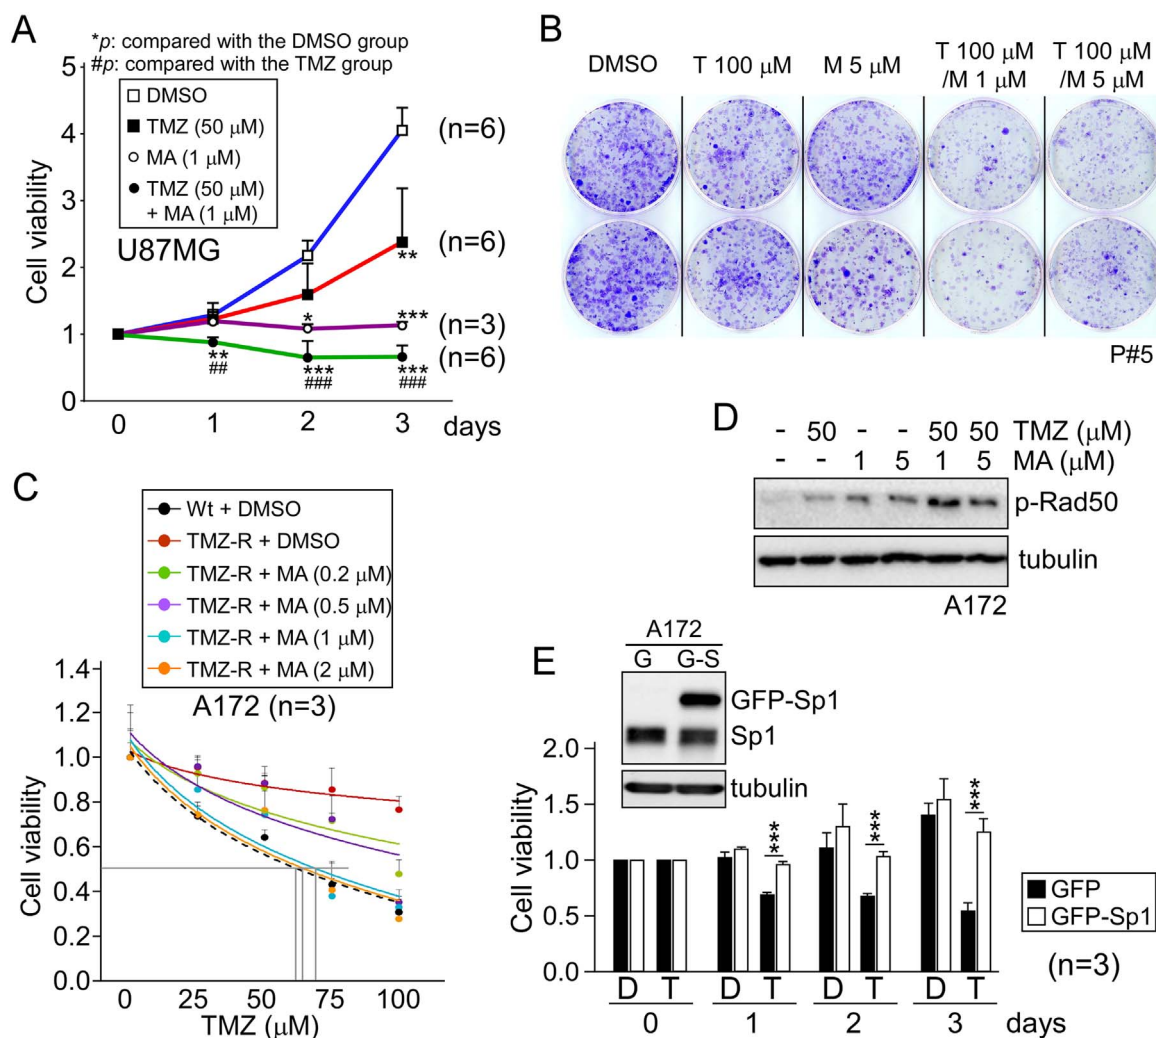 A
*p: compared with the DMSO group
#p: compared with the TMZ group
DMSO
TMZ (50 μM)
MA (1 μM)
TMZ (50 μM)
+ MA (1 μM)
U87MG
Cell viability
5
4
3
2
1
0
(n=6)
(n=6)
(n=3)
(n=6)
**
*
***
**
##
***
###
***
###
0 1 2 3 days
B
DMSO T 100 μM M 5 μM T 100 μM /M 1 μM T 100 μM /M 5 μM
P#5
C
Wt + DMSO
TMZ-R + DMSO
TMZ-R + MA (0.2 μM)
TMZ-R + MA (0.5 μM)
TMZ-R + MA (1 μM)
TMZ-R + MA (2 μM)
A172 (n=3)
Cell viability
1.4
1.2
1.0
0.8
0.6
0.4
0.2
0.0
0 25 50 75 100
TMZ (μM)
D
- 50 - - 50 50 TMZ (μM)
- - 1 5 1 5 MA (μM)
p-Rad50
tubulin
A172
E
A172
G G-S
GFP-Sp1
Sp1
tubulin
Cell viability
2.0
1.5
1.0
0.5
0.0
***
***
***
GFP
GFP-Sp1
(n=3)
D T D T D T D T
0 1 2 3 days